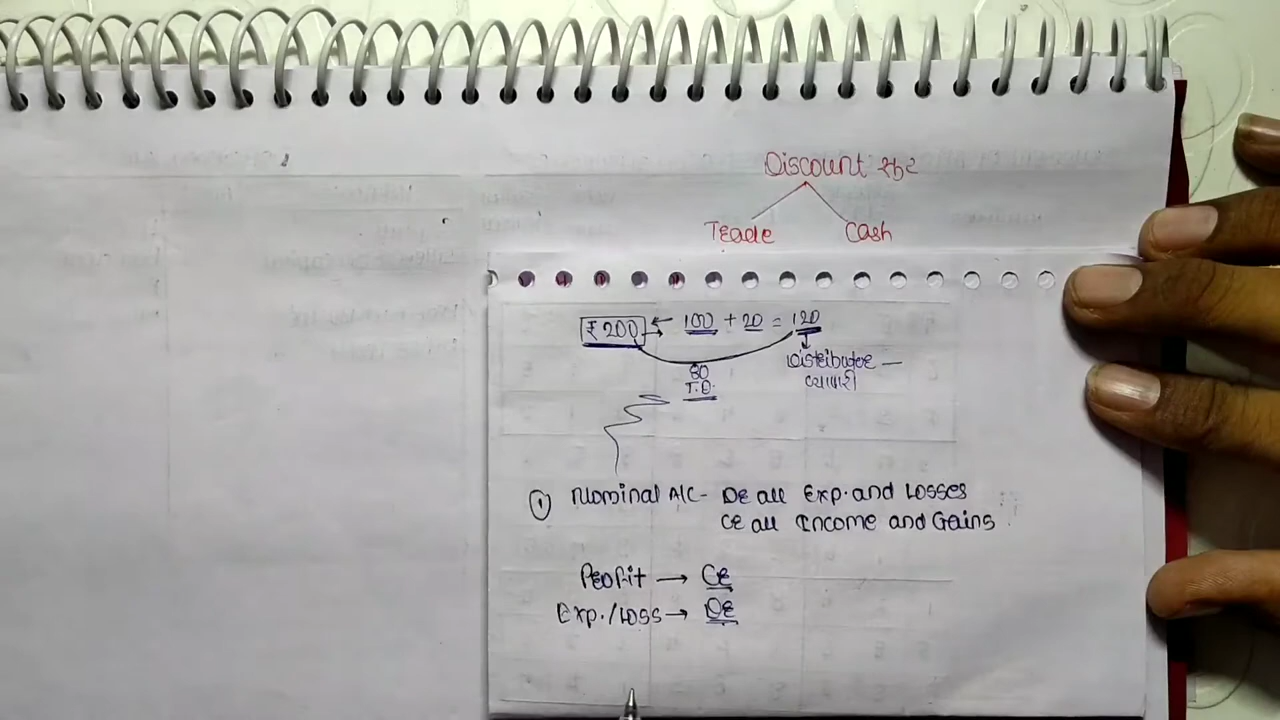 Discount
Trade Cash
₹200 100 + 20 = 120
80 Distributor —
T.D. व्यापारी
① Nominal A/C - Dr all Exp. and Losses
Cr all Income and Gains.
Profit → Cr
Exp./Loss → Dr